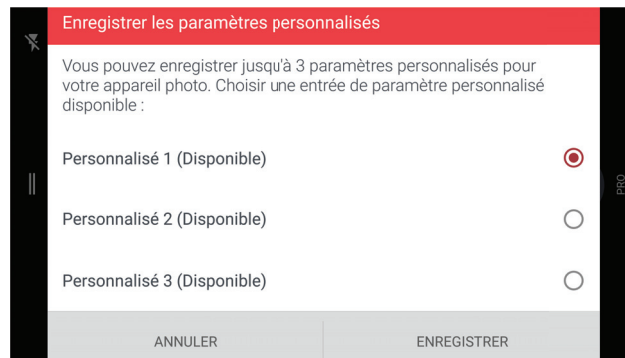 Enregistrer les paramètres personnalisés
Vous pouvez enregistrer jusqu'à 3 paramètres personnalisés pour
votre appareil photo. Choisir une entrée de paramètre personnalisé
disponible :
Personnalisé 1 (Disponible)
PRO
Personnalisé 2 (Disponible)
Personnalisé 3 (Disponible)
ANNULER
ENREGISTRER